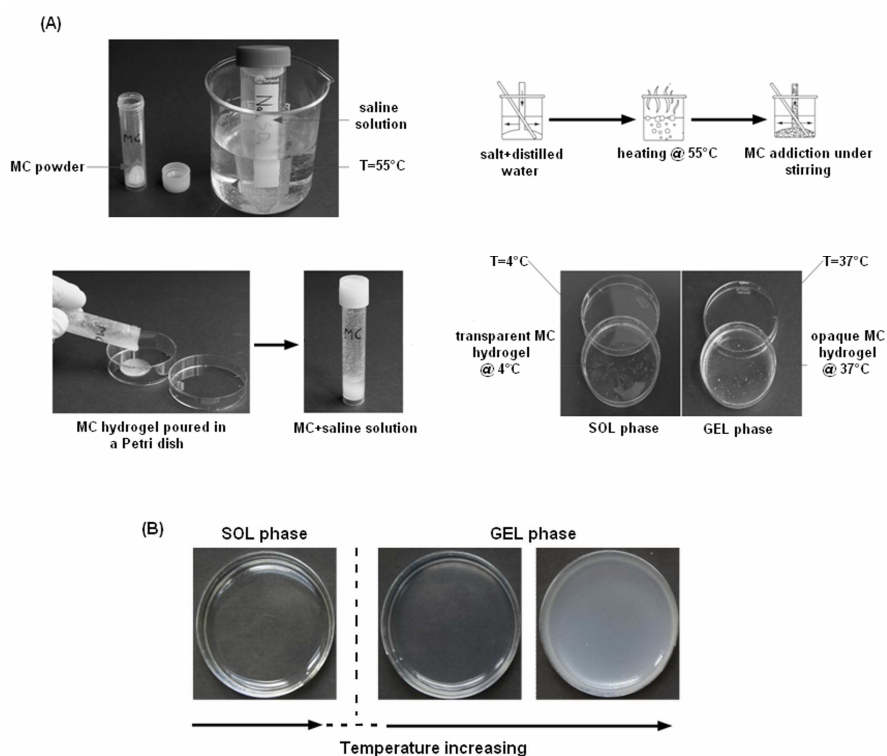 (A)
MC powder
MC
Na
saline
solution
T=55°C
salt+distilled
water
heating @ 55°C
MC addiction under
stirring
MC hydrogel poured in
a Petri dish
MC
MC+saline solution
T=4°C
transparent MC
hydrogel
@ 4°C
SOL phase
GEL phase
T=37°C
opaque MC
hydrogel
@ 37°C
(B)
SOL phase
GEL phase
Temperature increasing